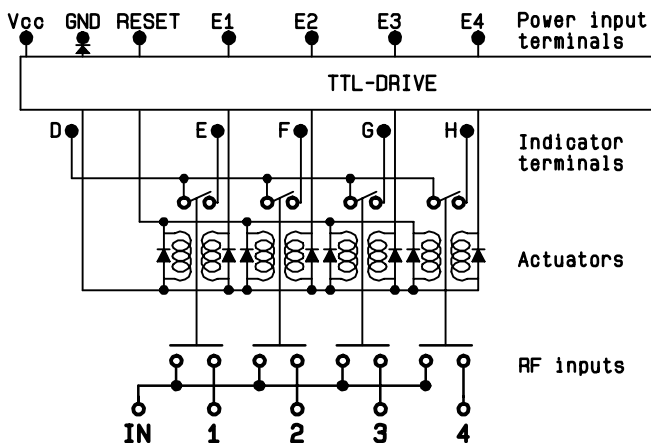 Vcc GND RESET E1 E2 E3 E4 Power input
terminals
TTL-DRIVE
D E F G H Indicator
terminals
Actuators
RF inputs
IN 1 2 3 4